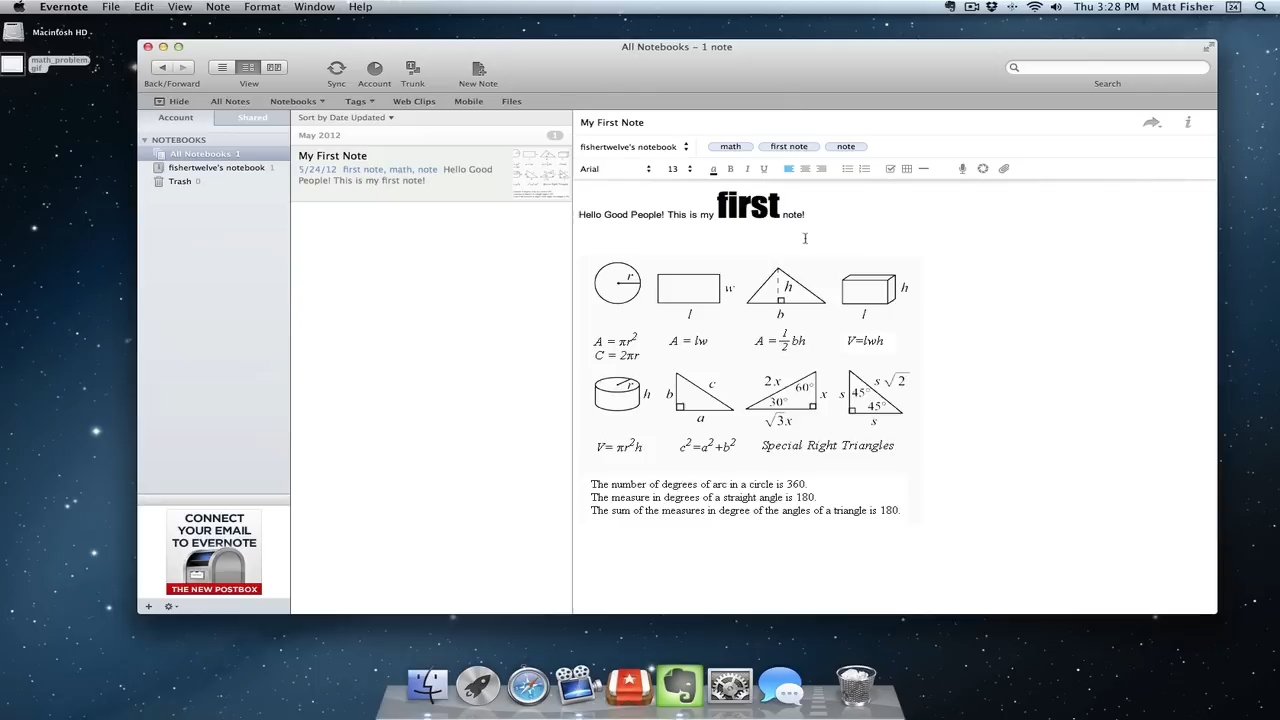 Evernote File Edit View Note Format Window Help Thu 3:28 PM Matt Fisher 24
Macintosh HD
math_problem.
gif
All Notebooks – 1 note
Back/Forward View Sync Account Trunk New Note Search
Hide All Notes Notebooks Tags Web Clips Mobile Files
Account Shared
NOTEBOOKS
All Notebooks 1
fishertwelve's notebook 1
Trash 0
CONNECT
YOUR EMAIL
TO EVERNOTE
THE NEW POSTBOX
Sort by Date Updated
May 2012 1
My First Note
5/24/12 first note, math, note Hello Good
People! This is my first note!
My First Note
fishertwelve's notebook math first note note
Arial 13 a B I U
Hello Good People! This is my first note!
r w h h
l b l
A = πr² A = lw A = 1/2 bh V=lwh
C = 2πr
r h b c a 2x 60° 30° x √3x s s√2 45° 45° s
V= πr²h c²=a²+b² Special Right Triangles
The number of degrees of arc in a circle is 360.
The measure in degrees of a straight angle is 180.
The sum of the measures in degree of the angles of a triangle is 180.